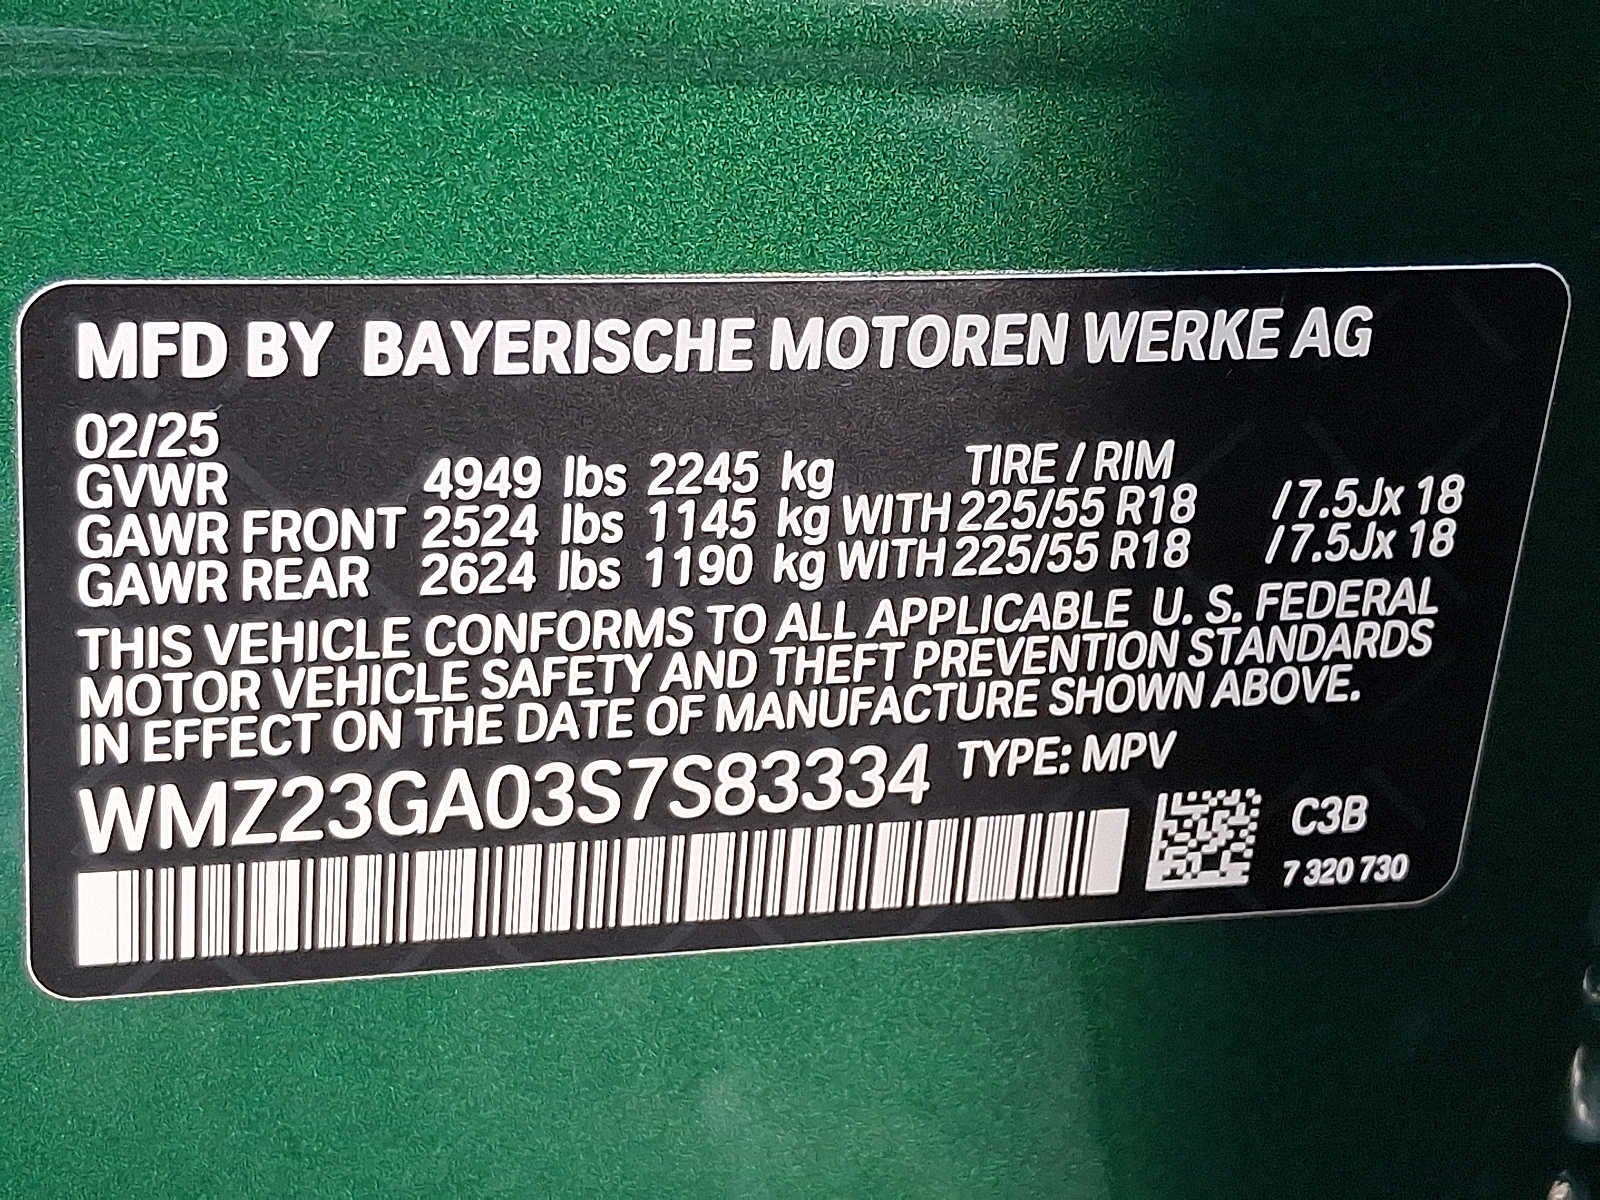 MFD BY BAYERISCHE MOTOREN WERKE AG
02/25
GVWR 4949 lbs 2245 kg TIRE / RIM
GAWR FRONT 2524 lbs 1145 kg WITH 225/55 R18 / 7.5Jx 18
GAWR REAR 2624 lbs 1190 kg WITH 225/55 R18 / 7.5Jx 18
THIS VEHICLE CONFORMS TO ALL APPLICABLE U. S. FEDERAL
MOTOR VEHICLE SAFETY AND THEFT PREVENTION STANDARDS
IN EFFECT ON THE DATE OF MANUFACTURE SHOWN ABOVE.
WMZ23GA03S7S83334 TYPE: MPV
C3B
7 320 730